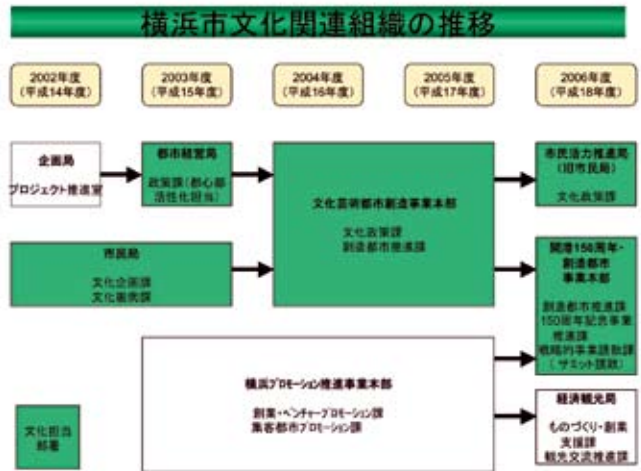 横浜市文化関連組織の推移
2002年度
(平成14年度)
2003年度
(平成15年度)
2004年度
(平成16年度)
2005年度
(平成17年度)
2006年度
(平成18年度)
企画局
プロジェクト推進室
都市経営局
政策課(都心部
活性化担当)
文化芸術都市創造事業本部
文化政策課
創造都市推進課
市民活力推進局
(旧市民局)
文化政策課
市民局
文化企画課
文化振興課
開港150周年・
創造都市
事業本部
創造都市推進課
150周年記念事業
推進課
戦略的事業誘致課
(サミット誘致)
横浜プロモーション推進事業本部
創業・ベンチャープロモーション課
集客都市プロモーション課
経済観光局
ものづくり・創業
支援課
観光交流推進課
文化担当
部署